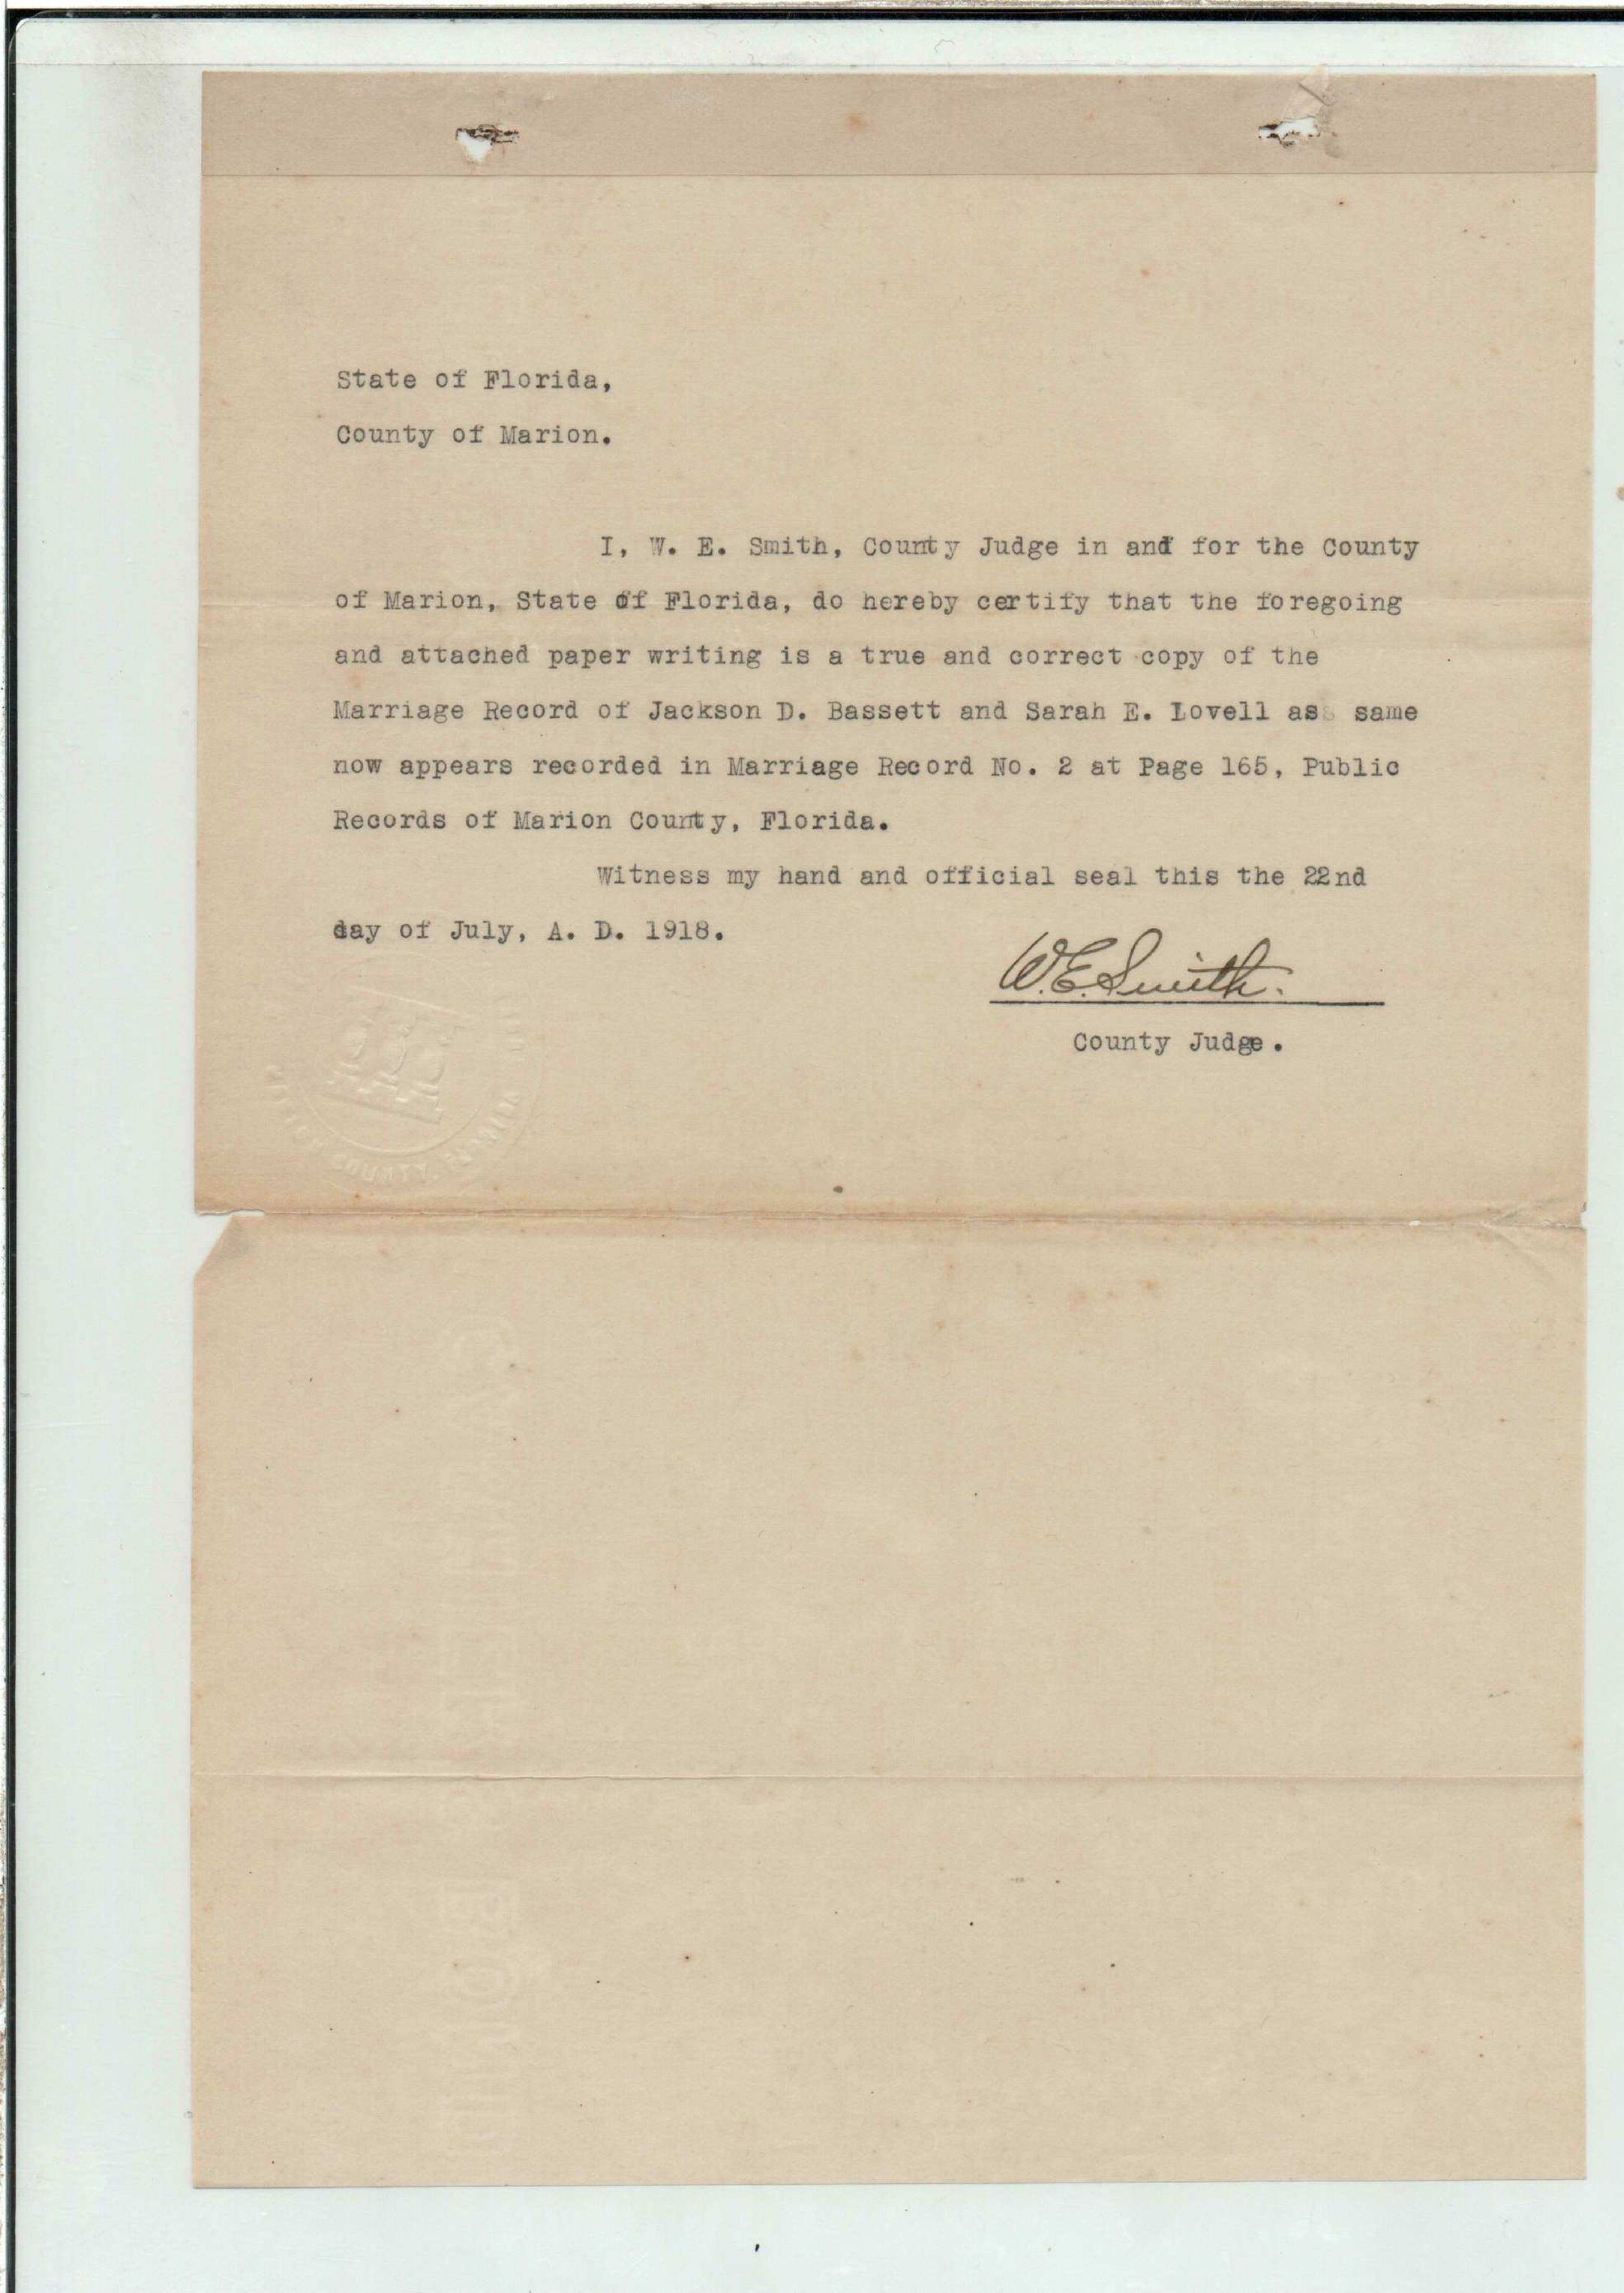 State of Florida,
County of Marion.
I, W. E. Smith, County Judge in and for the County
of Marion, State of Florida, do hereby certify that the foregoing
and attached paper writing is a true and correct copy of the
Marriage Record of Jackson D. Bassett and Sarah E. Lovell as same
now appears recorded in Marriage Record No. 2 at Page 165, Public
Records of Marion County, Florida.
Witness my hand and official seal this the 22nd
day of July, A. D. 1918.
W. E. Smith.
County Judge.
COUNTY